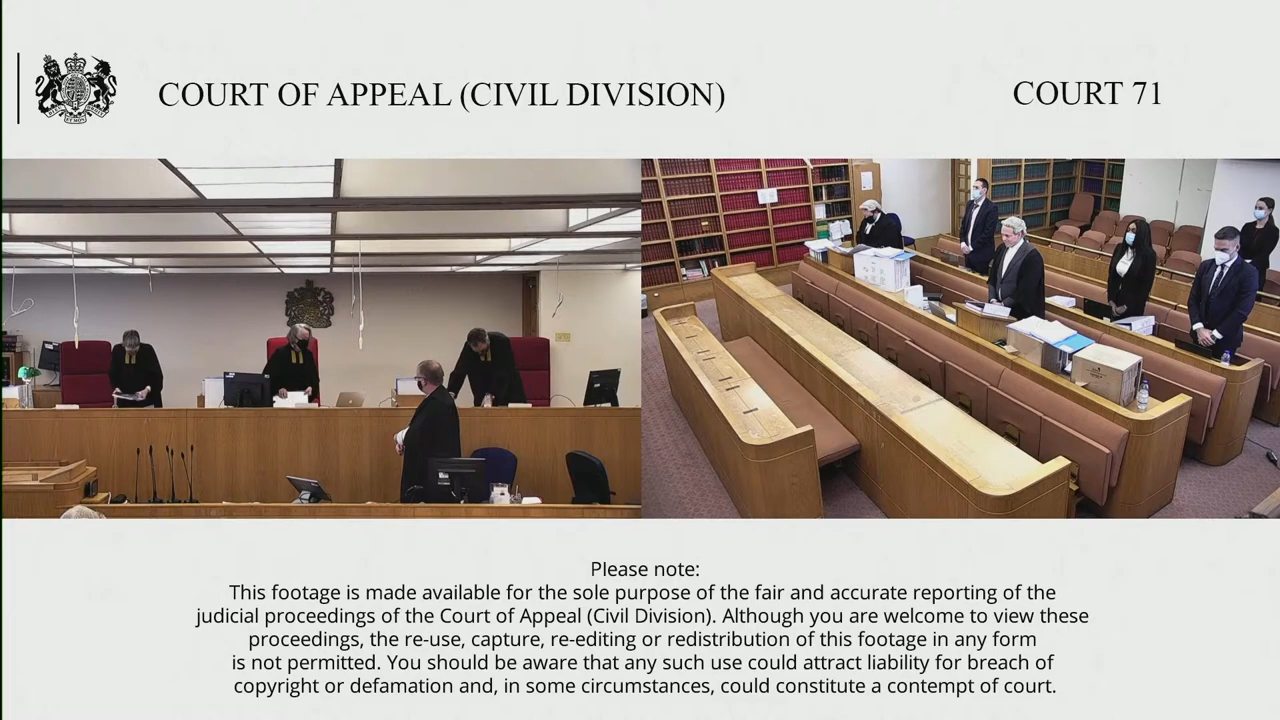 COURT OF APPEAL (CIVIL DIVISION)
COURT 71
Please note:
This footage is made available for the sole purpose of the fair and accurate reporting of the
judicial proceedings of the Court of Appeal (Civil Division). Although you are welcome to view these
proceedings, the re-use, capture, re-editing or redistribution of this footage in any form
is not permitted. You should be aware that any such use could attract liability for breach of
copyright or defamation and, in some circumstances, could constitute a contempt of court.